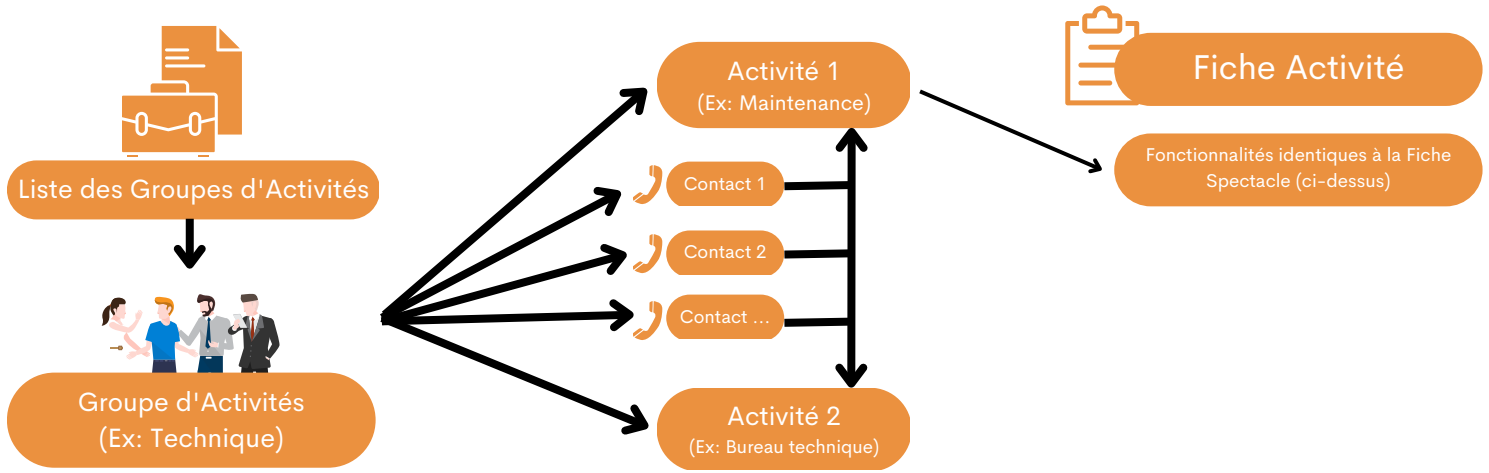 Liste des Groupes d'Activités
Groupe d'Activités
(Ex: Technique)
Activité 1
(Ex: Maintenance)
Contact 1
Contact 2
Contact ...
Activité 2
(Ex: Bureau technique)
Fiche Activité
Fonctionnalités identiques à la Fiche
Spectacle (ci-dessus)